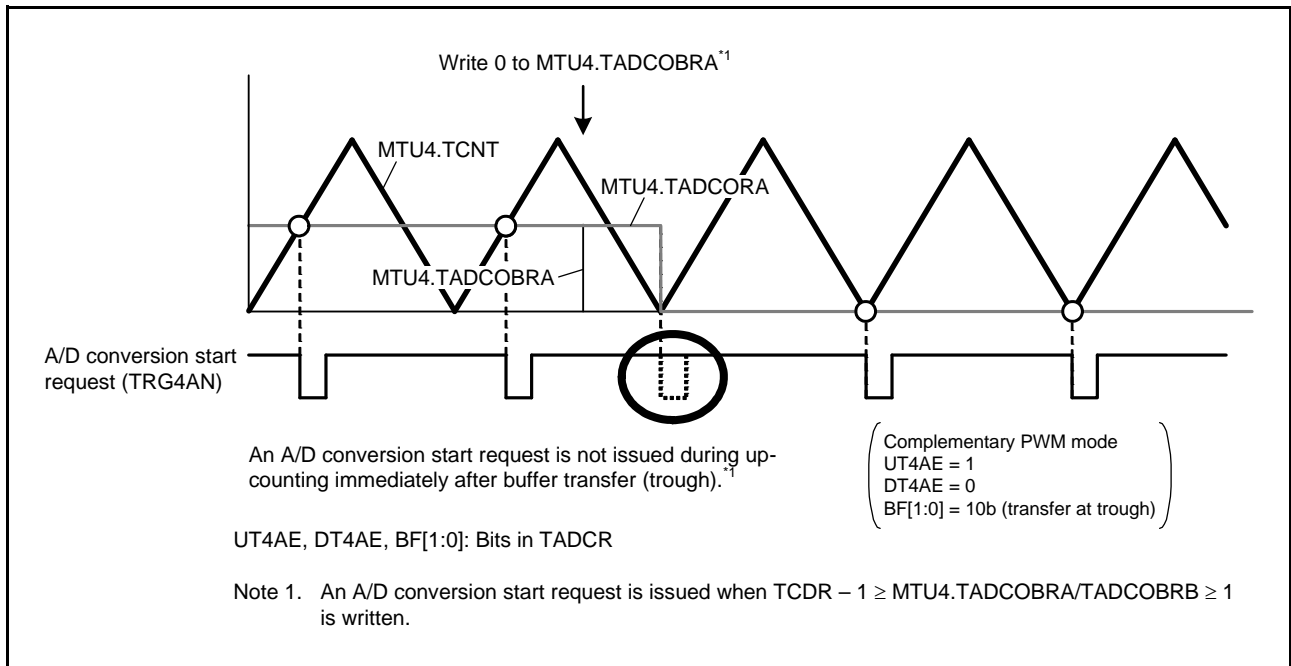 Write 0 to MTU4.TADCOBRA*1
MTU4.TCNT
MTU4.TADCORA
MTU4.TADCOBRA
A/D conversion start
request (TRG4AN)
An A/D conversion start request is not issued during up-
counting immediately after buffer transfer (trough).*1
Complementary PWM mode
UT4AE = 1
DT4AE = 0
BF[1:0] = 10b (transfer at trough)
UT4AE, DT4AE, BF[1:0]: Bits in TADCR
Note 1. An A/D conversion start request is issued when TCDR – 1 ≥ MTU4.TADCOBRA/TADCOBRB ≥ 1
is written.